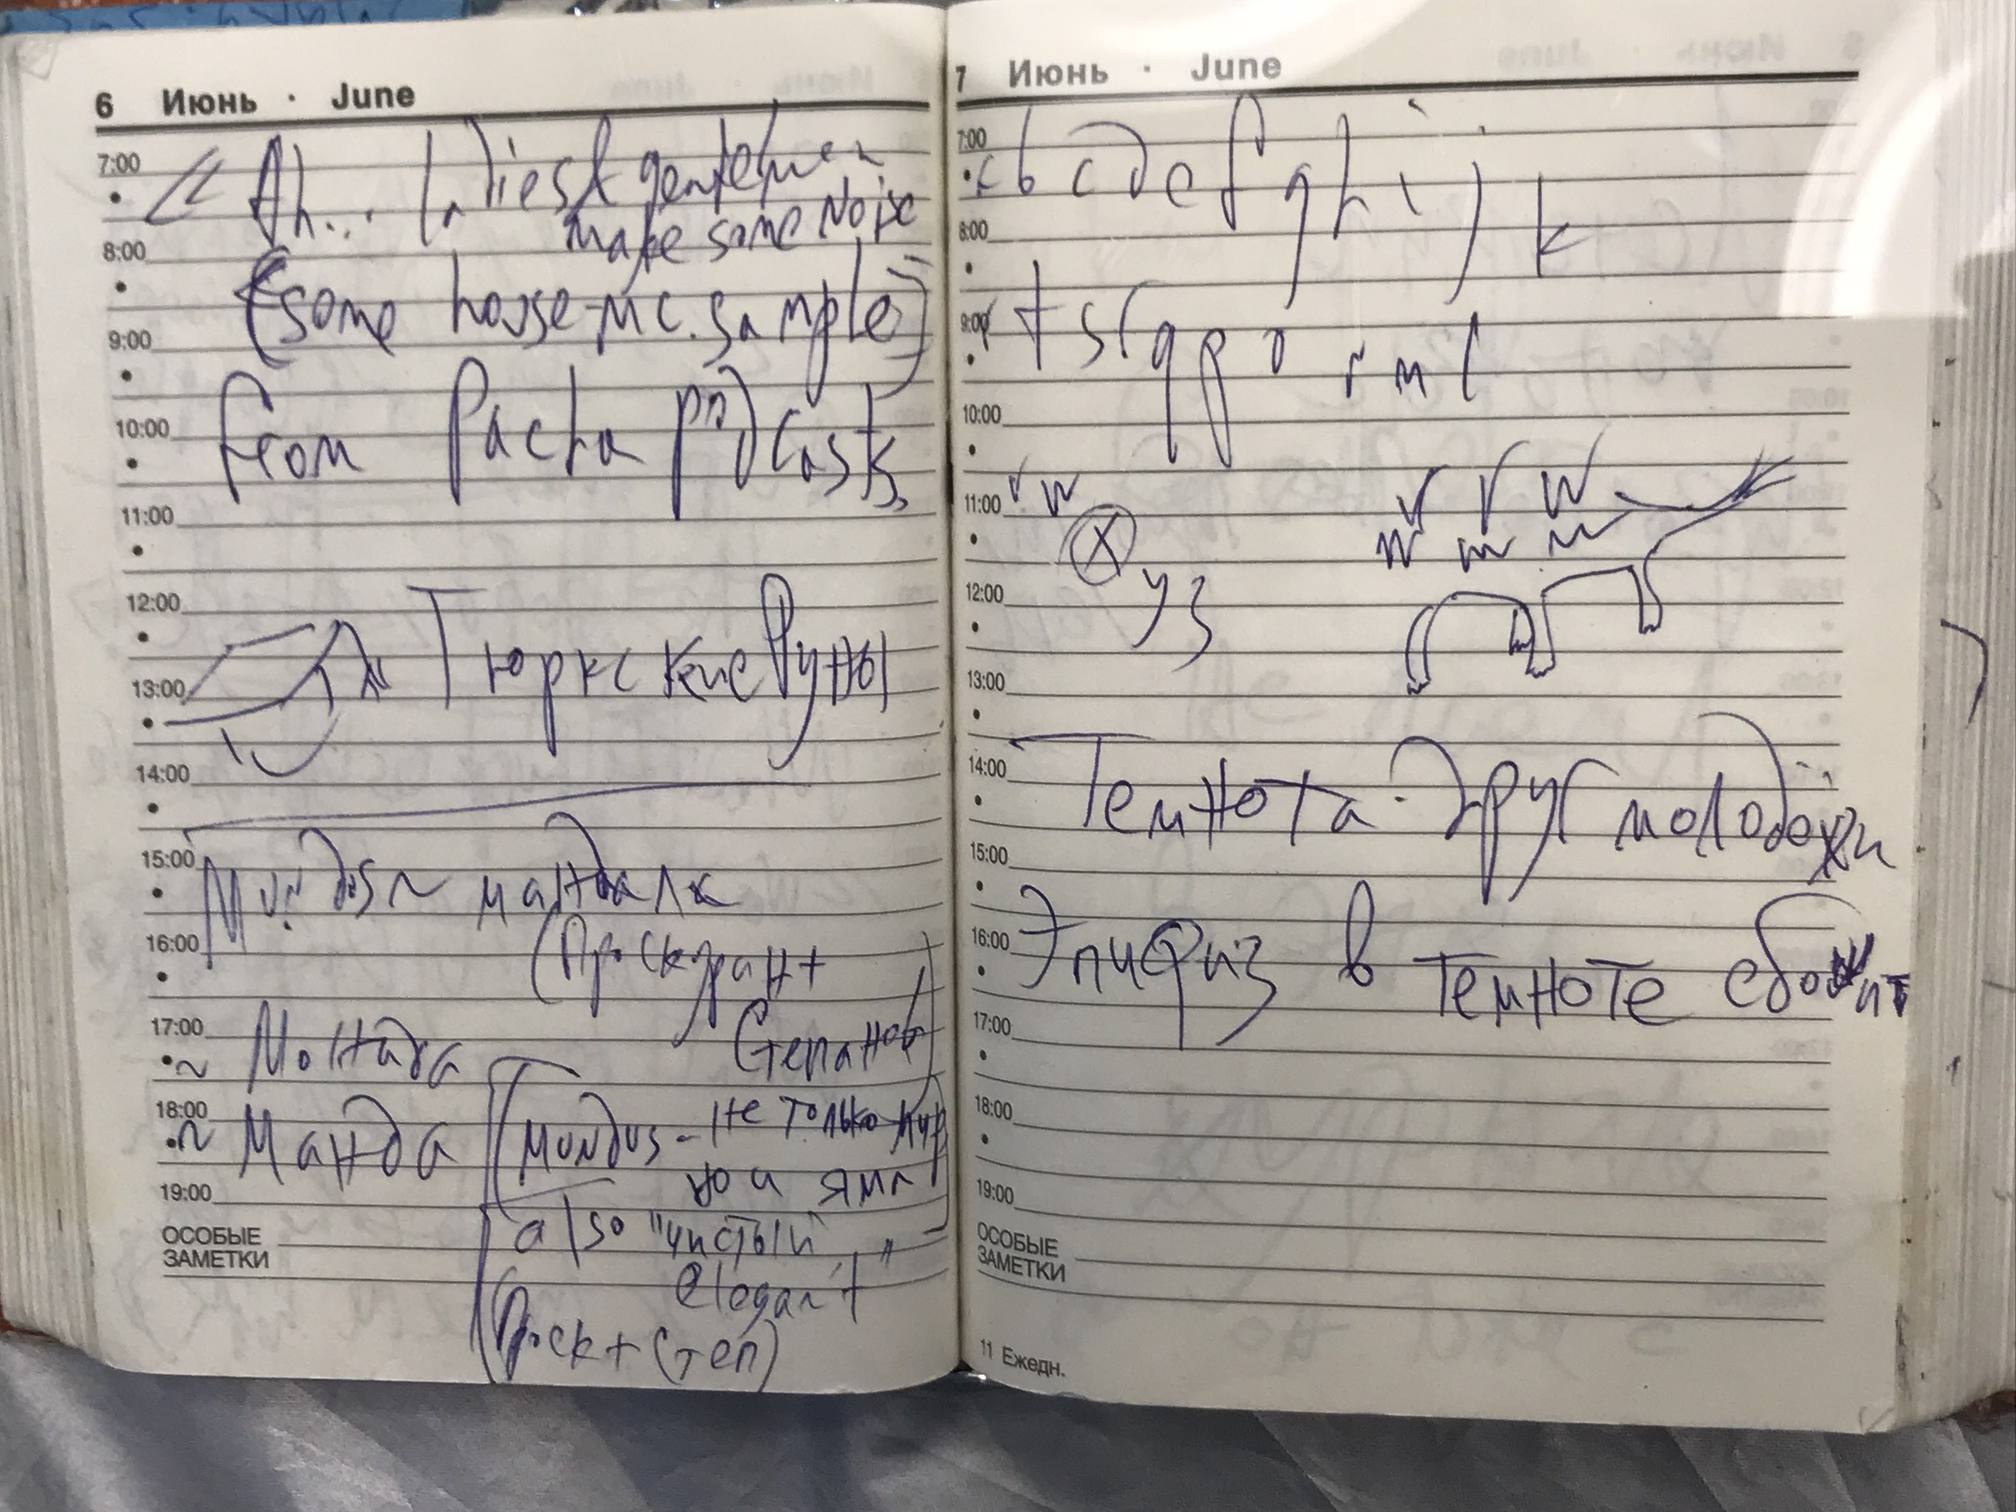 6 Июнь · June
7:00
Ah... ladies & gentelmen
make some Noise
8:00
(some house-mc. sample)
9:00
from Pacha podcasts
10:00
11:00
12:00
Тюркские Руны
13:00
14:00
15:00
Mundus ~ мандала
(Проскурин +
16:00
Степанов)
17:00
~ Монада
18:00
~ Манда
Mundus - не только мир
но и яма
19:00
also "чистый",
elegant"
(Проск + Степ)
ОСОБЫЕ
ЗАМЕТКИ
7 Июнь · June
7:00
a b c d e f g h i j k
8:00
9:00
t s r q p o n m l
10:00
11:00
v w
v v w
X
12:00
y z
13:00
14:00
Темнота - друг молодёжи
15:00
16:00
Эпифиз в темноте
17:00
18:00
19:00
ОСОБЫЕ
ЗАМЕТКИ
11 Ежедн.